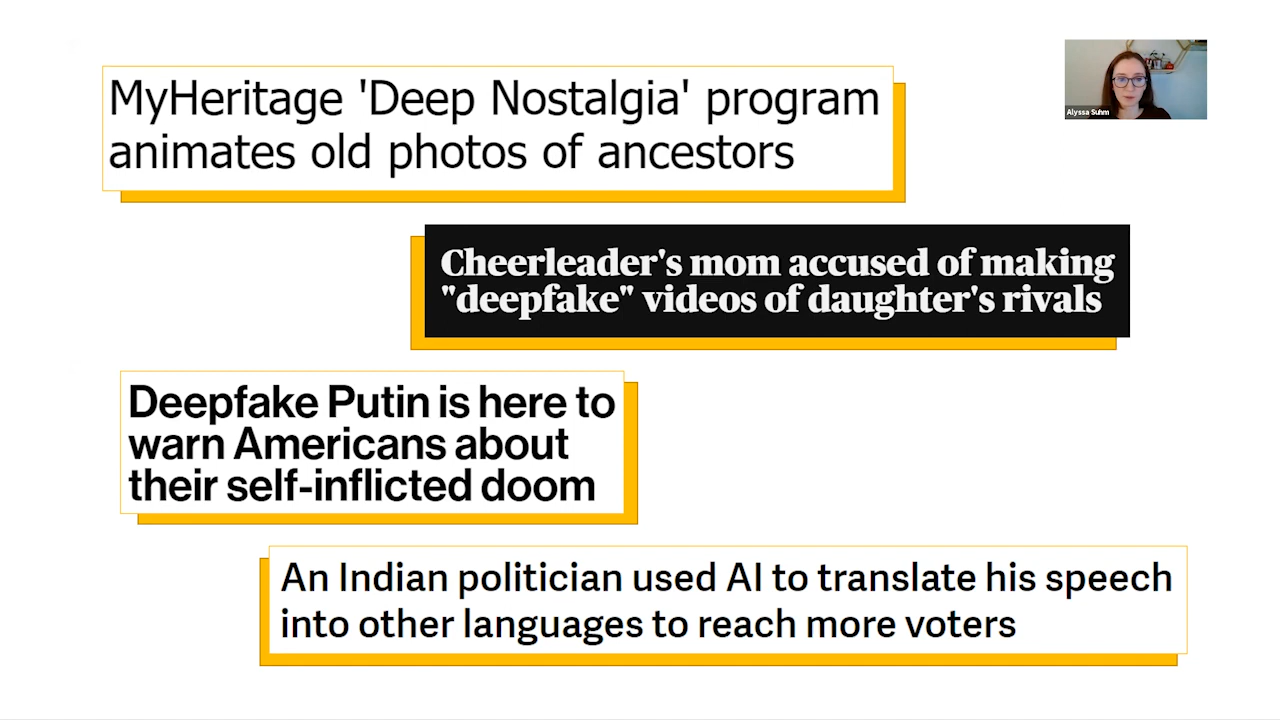 MyHeritage 'Deep Nostalgia' program
animates old photos of ancestors
Alyssa Suhm
Cheerleader's mom accused of making
"deepfake" videos of daughter's rivals
Deepfake Putin is here to
warn Americans about
their self-inflicted doom
An Indian politician used AI to translate his speech
into other languages to reach more voters